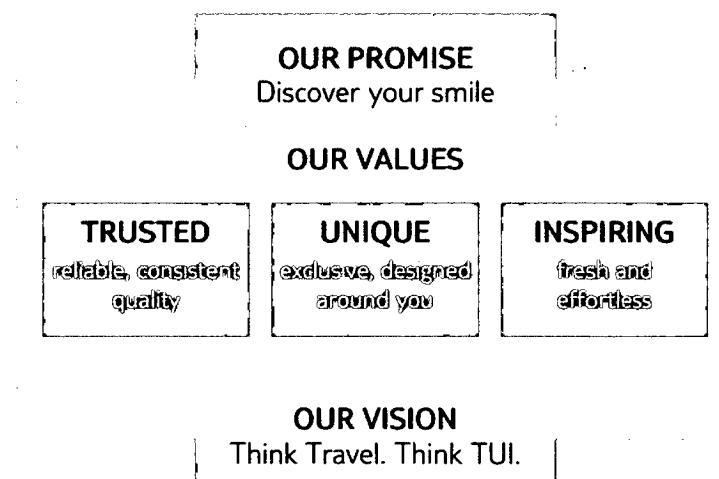 OUR PROMISE
Discover your smile
OUR VALUES
TRUSTED
reliable, consistent
quality
UNIQUE
exclusive, designed
around you
INSPIRING
fresh and
effortless
OUR VISION
Think Travel. Think TUI.